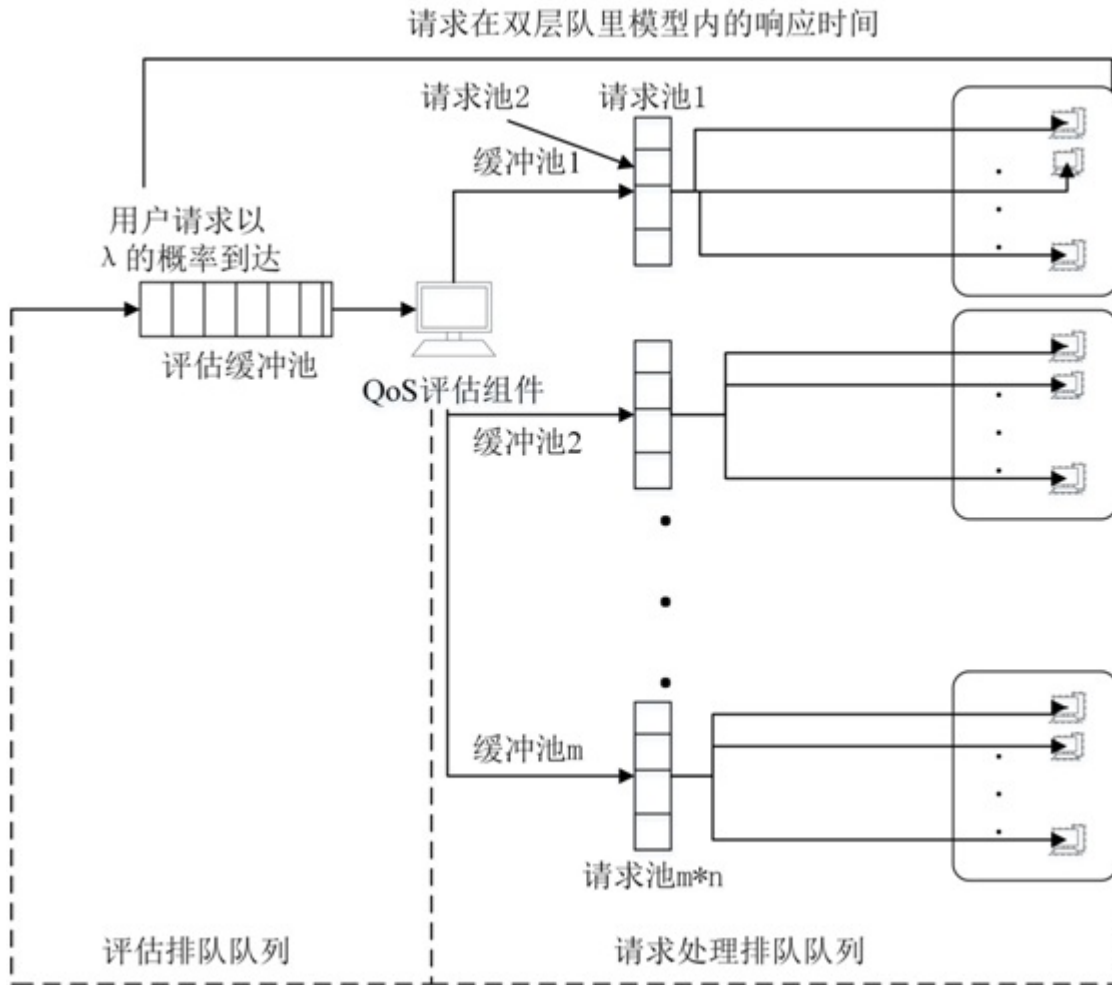 请求在双层队里模型内的响应时间
请求池2
请求池1
缓冲池1
用户请求以
λ的概率到达
评估缓冲池
QoS评估组件
缓冲池2
缓冲池m
请求池m*n
评估排队队列
请求处理排队队列